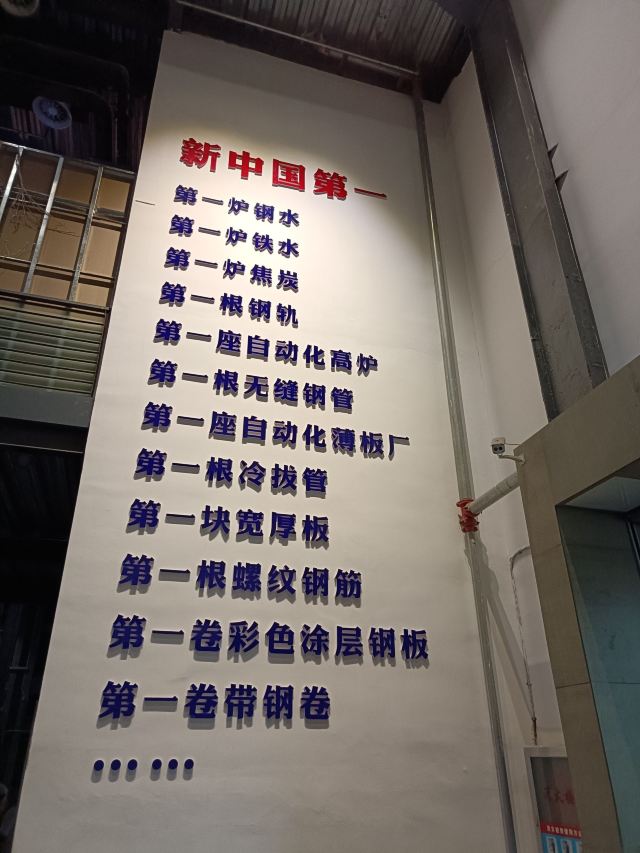 新中国第一
第一炉钢水
第一炉铁水
第一炉焦炭
第一根钢轨
第一座自动化高炉
第一根无缝钢管
第一座自动化薄板厂
第一根冷拔管
第一块宽厚板
第一根螺纹钢筋
第一卷彩色涂层钢板
第一卷带钢卷
••••••